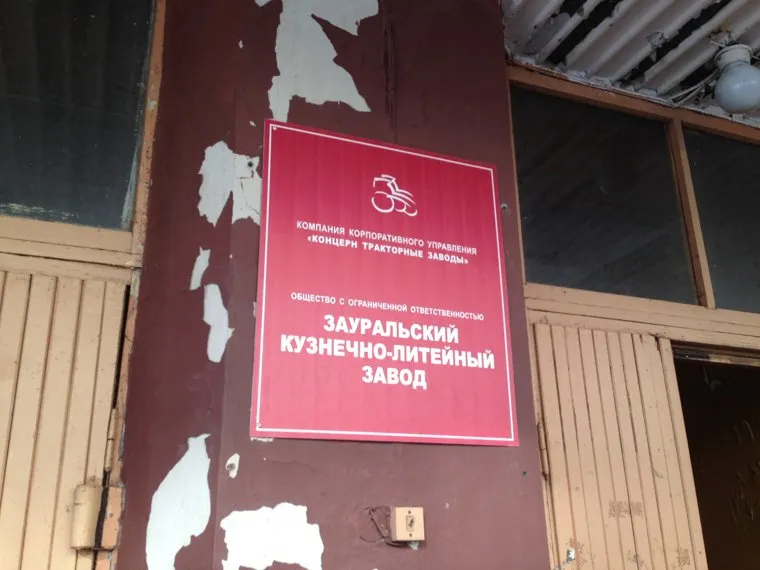 КОМПАНИЯ КОРПОРАТИВНОГО УПРАВЛЕНИЯ
«КОНЦЕРН ТРАКТОРНЫЕ ЗАВОДЫ»
ОБЩЕСТВО С ОГРАНИЧЕННОЙ ОТВЕТСТВЕННОСТЬЮ
ЗАУРАЛЬСКИЙ
КУЗНЕЧНО-ЛИТЕЙНЫЙ
ЗАВОД